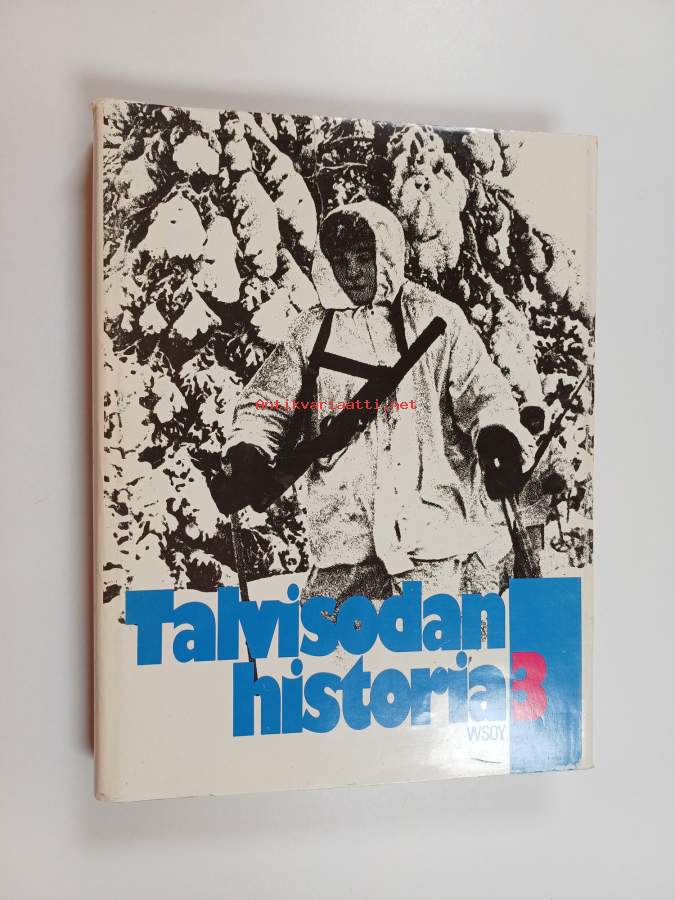 Antikvariaatti.net
Talvisodan
historia 3
WSOY